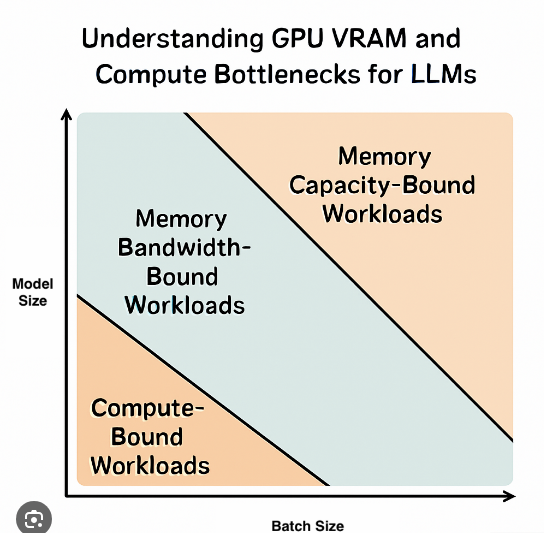 Understanding GPU VRAM and
Compute Bottlenecks for LLMs
Memory
Capacity-Bound
Workloads
Memory
Bandwidth-
Bound
Workloads
Model
Size
Compute-
Bound
Workloads
Batch Size